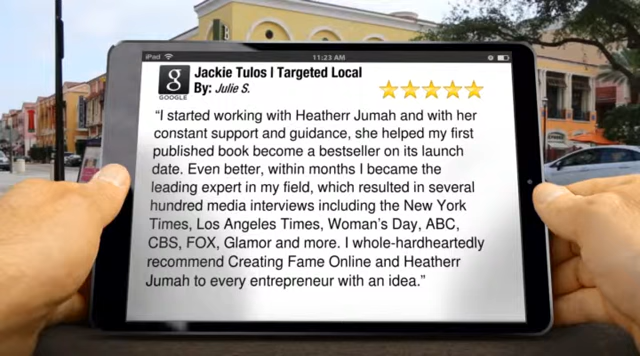 iPad
11:23 AM
g
GOOGLE
Jackie Tulos | Targeted Local
By: Julie S.
“I started working with Heatherr Jumah and with her
constant support and guidance, she helped my first
published book become a bestseller on its launch
date. Even better, within months I became the
leading expert in my field, which resulted in several
hundred media interviews including the New York
Times, Los Angeles Times, Woman's Day, ABC,
CBS, FOX, Glamor and more. I whole-hardheartedly
recommend Creating Fame Online and Heatherr
Jumah to every entrepreneur with an idea.”